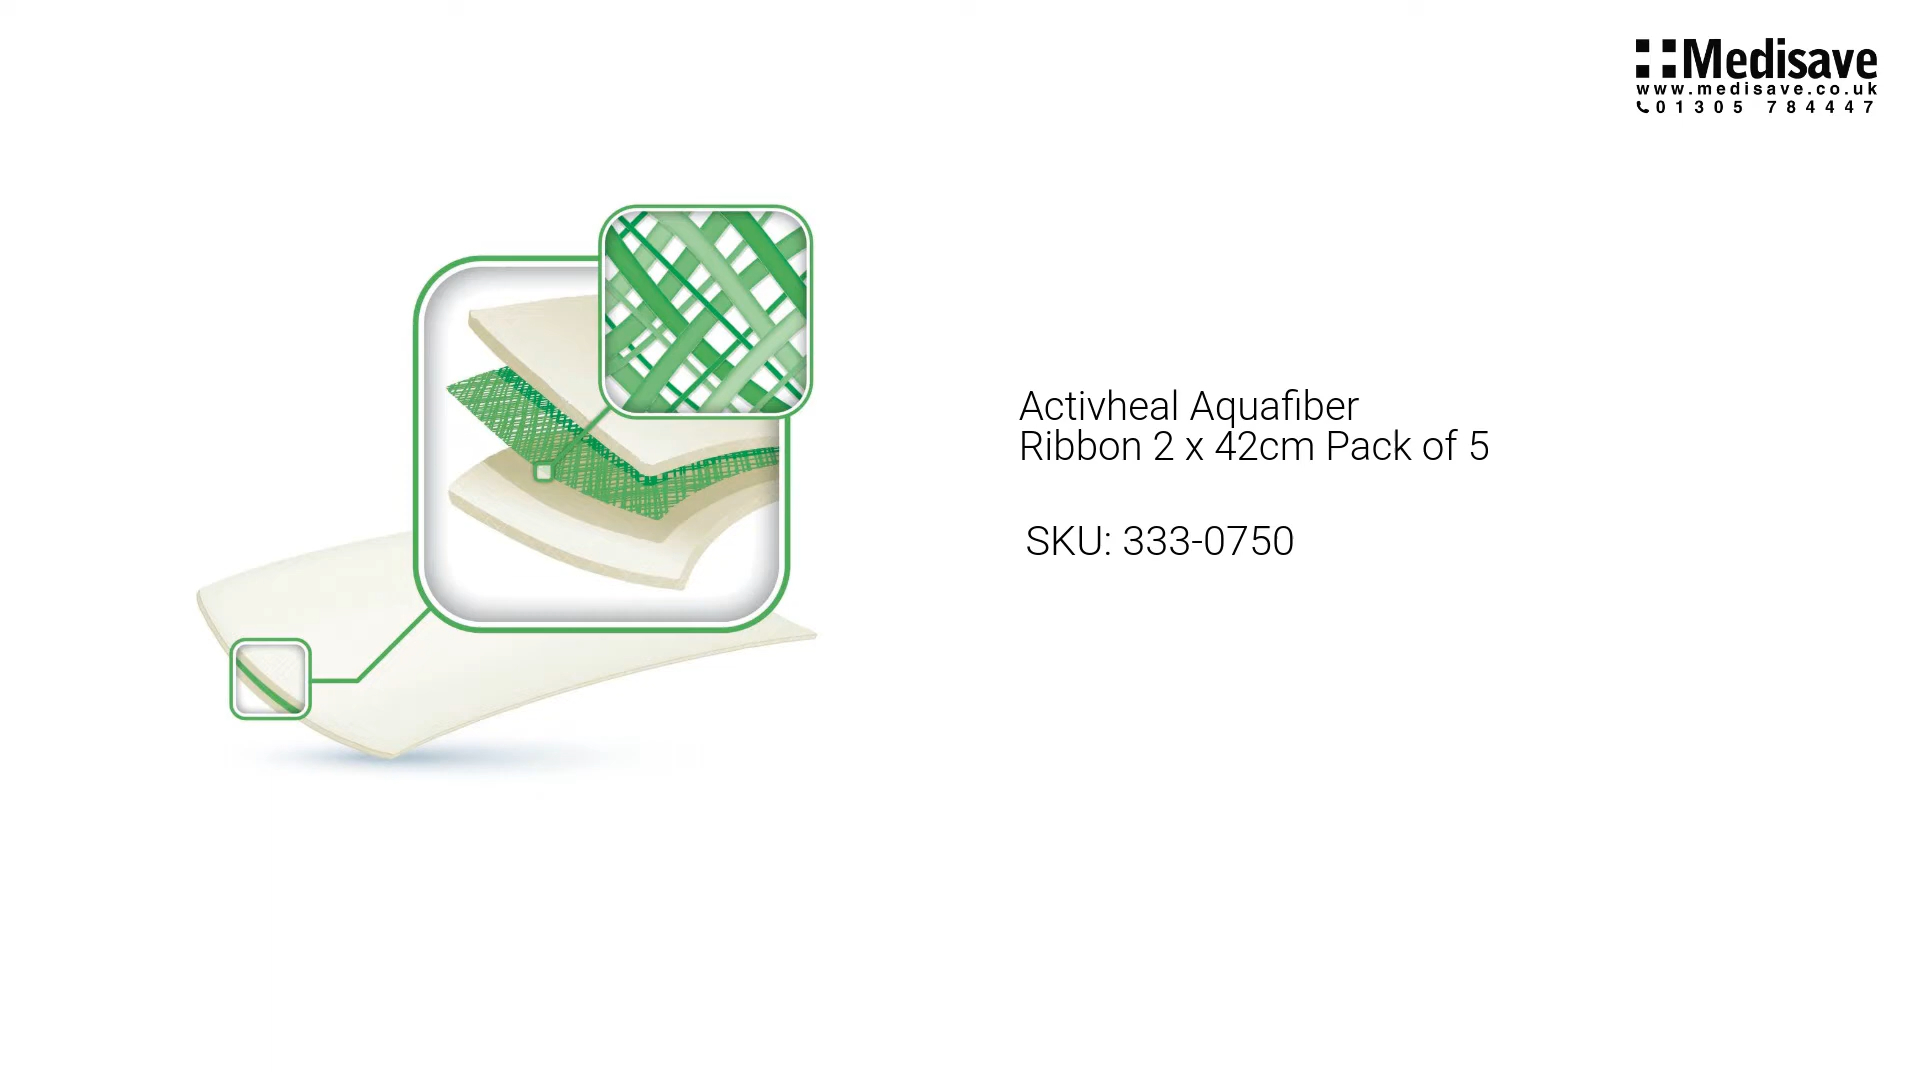 Medisave
www.medisave.co.uk
01305 784447
Activheal Aquafiber
Ribbon 2 x 42cm Pack of 5
SKU: 333-0750